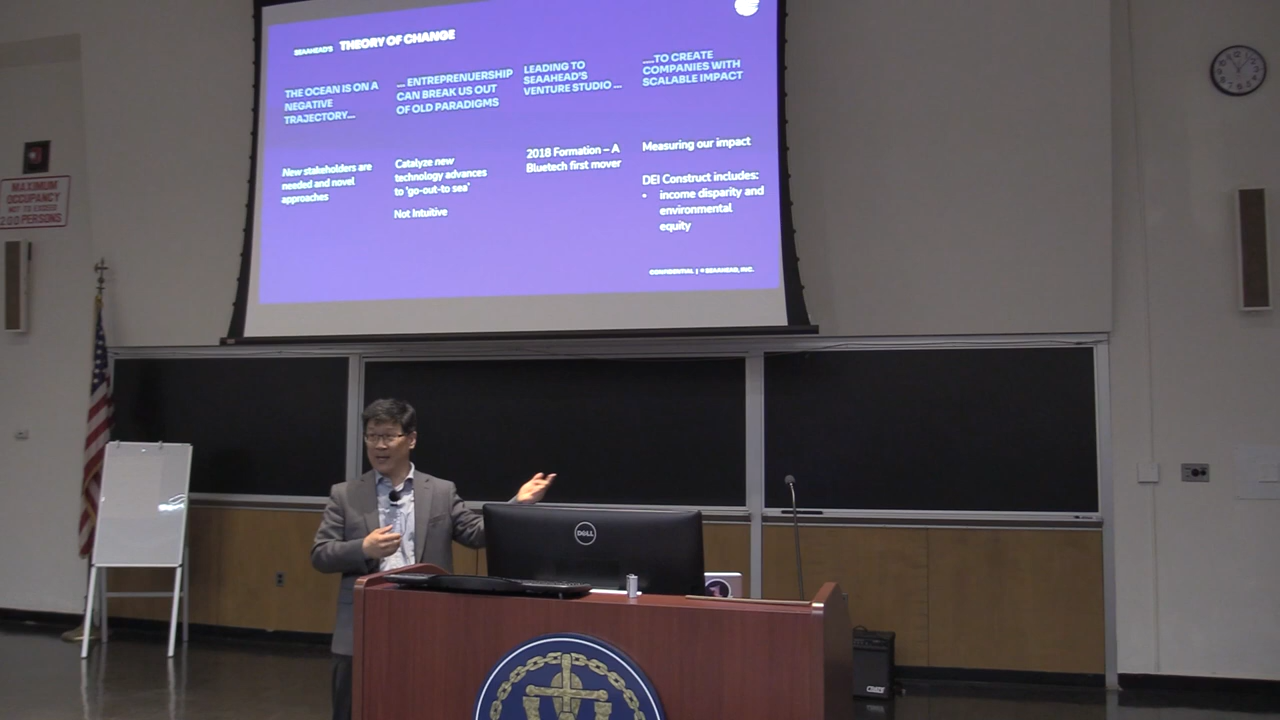 SEAAHEAD'S THEORY OF CHANGE
THE OCEAN IS ON A
NEGATIVE
TRAJECTORY....
... ENTREPRENUERSHIP
CAN BREAK US OUT
OF OLD PARADIGMS
LEADING TO
SEAAHEAD'S
VENTURE STUDIO ...
....TO CREATE
COMPANIES WITH
SCALABLE IMPACT
New stakeholders are
needed and novel
approaches
Catalyze new
technology advances
to 'go-out-to sea'
Not Intuitive
2018 Formation – A
Bluetech first mover
Measuring our impact
DEI Construct includes:
• income disparity and
environmental
equity
CONFIDENTIAL | © SEAAHEAD, INC.
MAXIMUM
OCCUPANCY
NOT TO EXCEED
200 PERSONS
DELL
CRATE